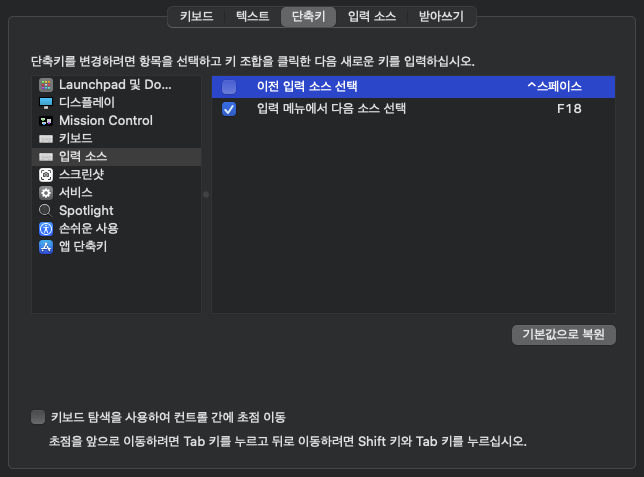 키보드 텍스트 단축키 입력 소스 받아쓰기
단축키를 변경하려면 항목을 선택하고 키 조합을 클릭한 다음 새로운 키를 입력하십시오.
Launchpad 및 Do...
디스플레이
Mission Control
키보드
입력 소스
스크린샷
서비스
Spotlight
손쉬운 사용
앱 단축키
이전 입력 소스 선택 ^스페이스
입력 메뉴에서 다음 소스 선택 F18
기본값으로 복원
키보드 탐색을 사용하여 컨트롤 간에 초점 이동
초점을 앞으로 이동하려면 Tab 키를 누르고 뒤로 이동하려면 Shift 키와 Tab 키를 누르십시오.